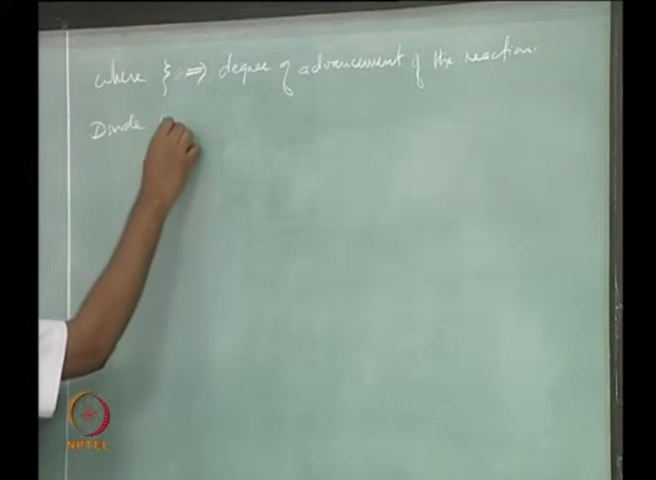 where ξ ⇒ degree of advancement of the reaction.
Divide
NPTEL